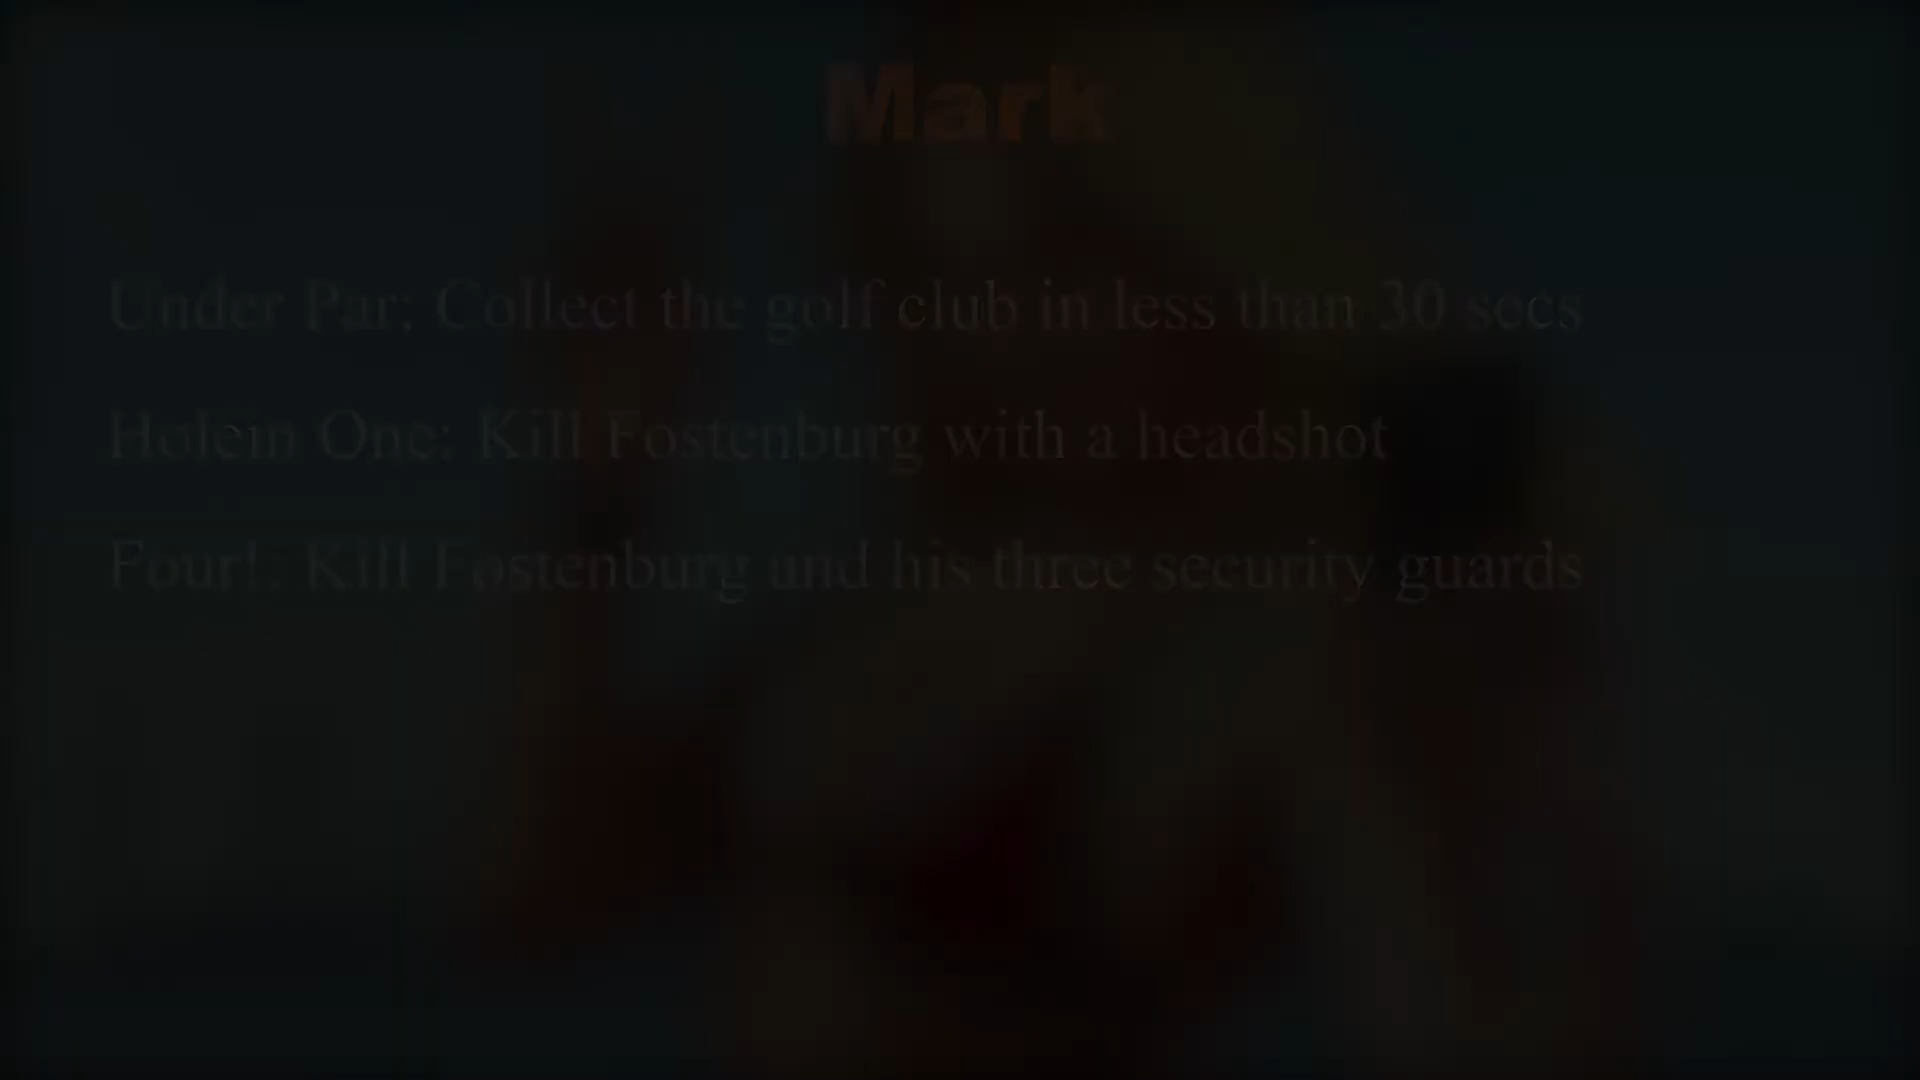 Mark
Under Par: Collect the golf club in less than 30 secs
Holein One: Kill Fostenburg with a headshot
Four!: Kill Fostenburg and his three security guards